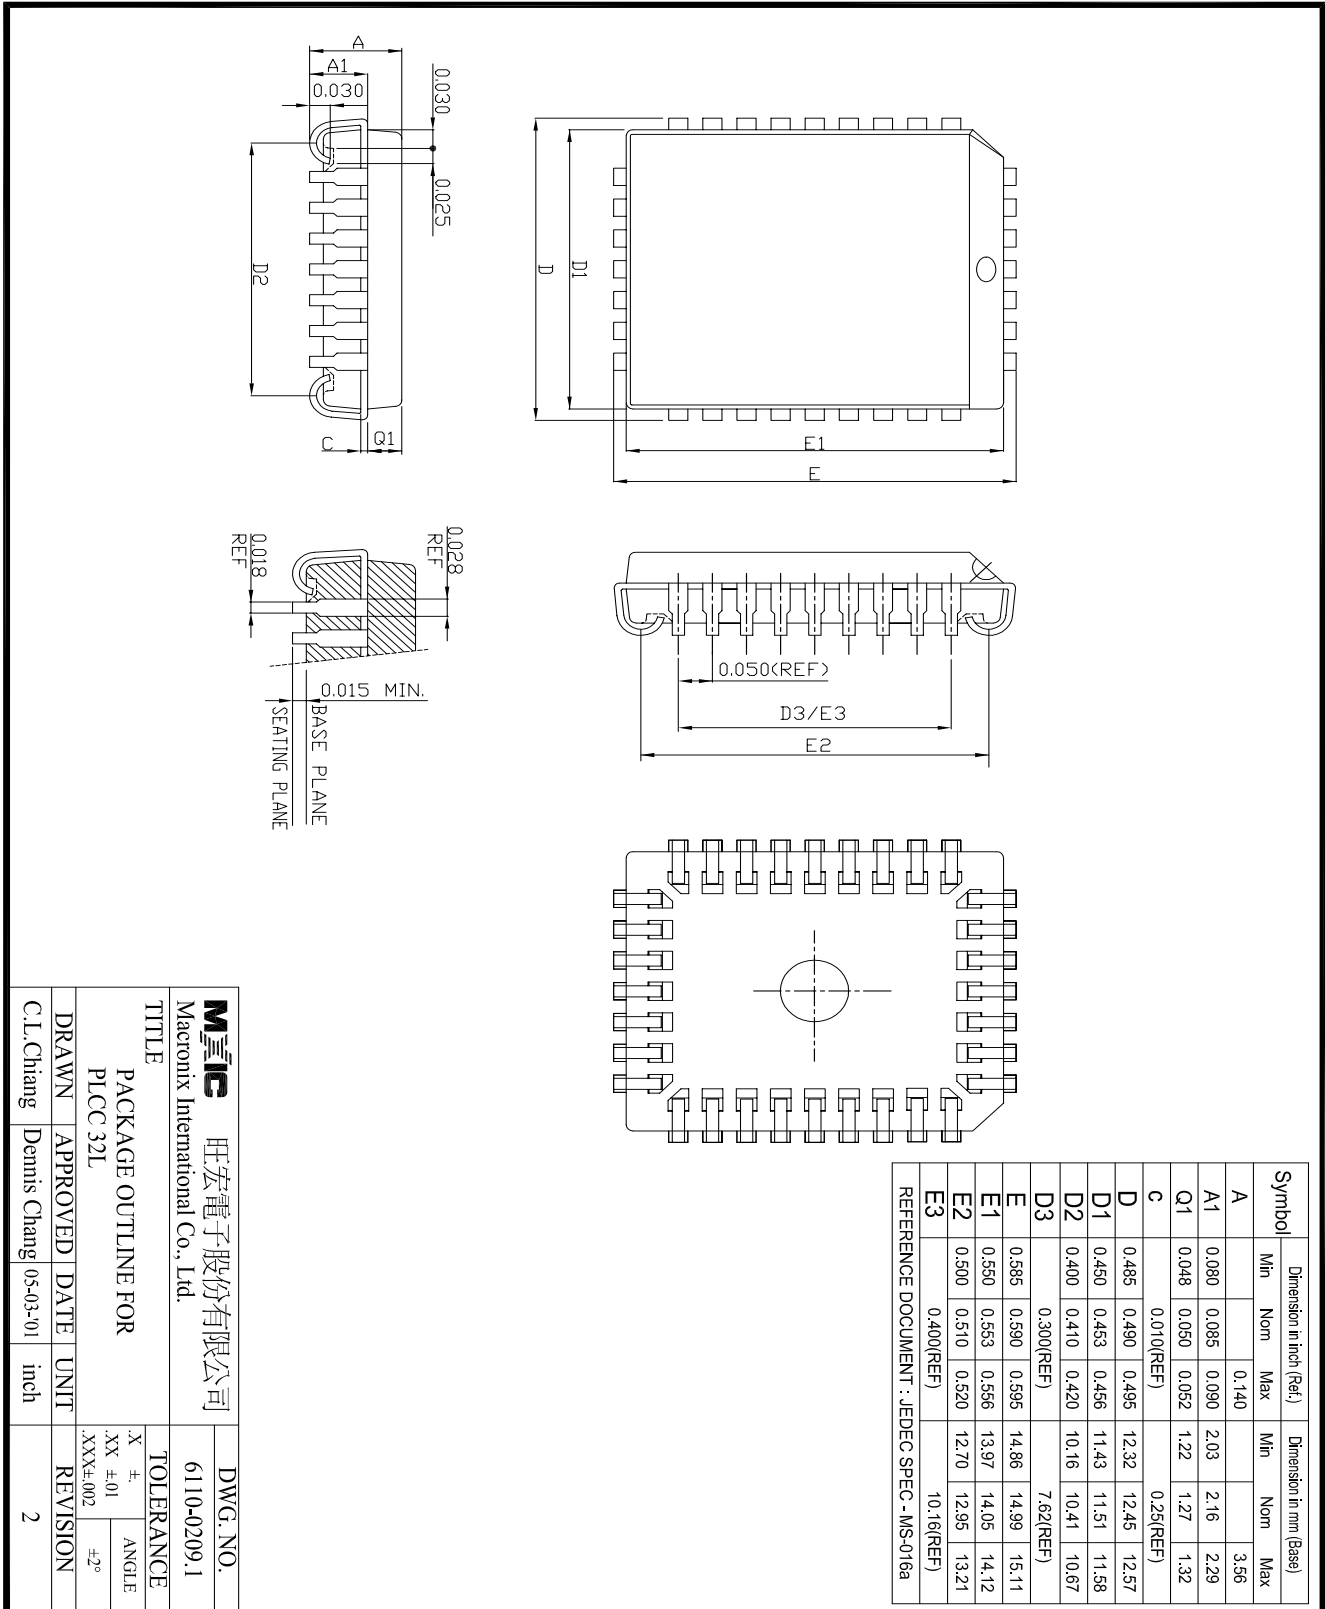 A
A1
0.030
0.030
0.025
D2
C
Q1
D
D1
E1
E
0.028
REF
0.018
REF
0.015 MIN.
BASE PLANE
SEATING PLANE
0.050(REF)
D3/E3
E2
Symbol Dimension in inch (Ref.) Dimension in mm (Base)
Min Nom Max Min Nom Max
A 0.140 3.56
A1 0.080 0.085 0.090 2.03 2.16 2.29
Q1 0.048 0.050 0.052 1.22 1.27 1.32
C 0.010(REF) 0.25(REF)
D 0.485 0.490 0.495 12.32 12.45 12.57
D1 0.450 0.453 0.456 11.43 11.51 11.58
D2 0.400 0.410 0.420 10.16 10.41 10.67
D3 0.300(REF) 7.62(REF)
E 0.585 0.590 0.595 14.86 14.99 15.11
E1 0.550 0.553 0.556 13.97 14.05 14.12
E2 0.500 0.510 0.520 12.70 12.95 13.21
E3 0.400(REF) 10.16(REF)
REFERENCE DOCUMENT : JEDEC SPEC - MS-016a
MXIC 旺宏電子股份有限公司
Macronix International Co., Ltd.
DWG. NO.
6110-0209.1
TITLE
PACKAGE OUTLINE FOR
PLCC 32L
TOLERANCE
.X ±.
.XX ±.01
.XXX±.002
ANGLE
±2°
DRAWN APPROVED DATE UNIT REVISION
C.L.Chiang Dennis Chang 05-03-'01 inch 2